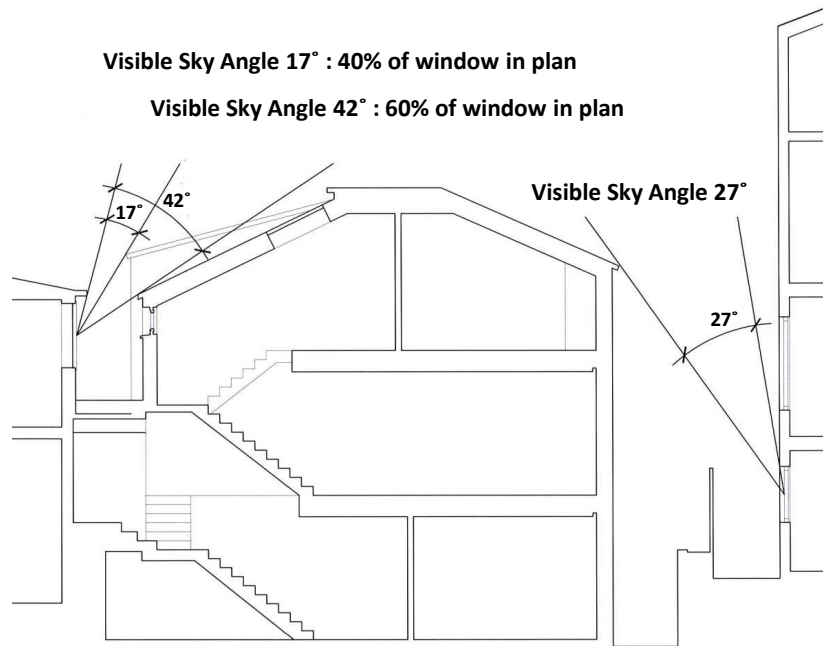 Visible Sky Angle 17˚ : 40% of window in plan
Visible Sky Angle 42˚ : 60% of window in plan
42˚
17˚
Visible Sky Angle 27˚
27˚